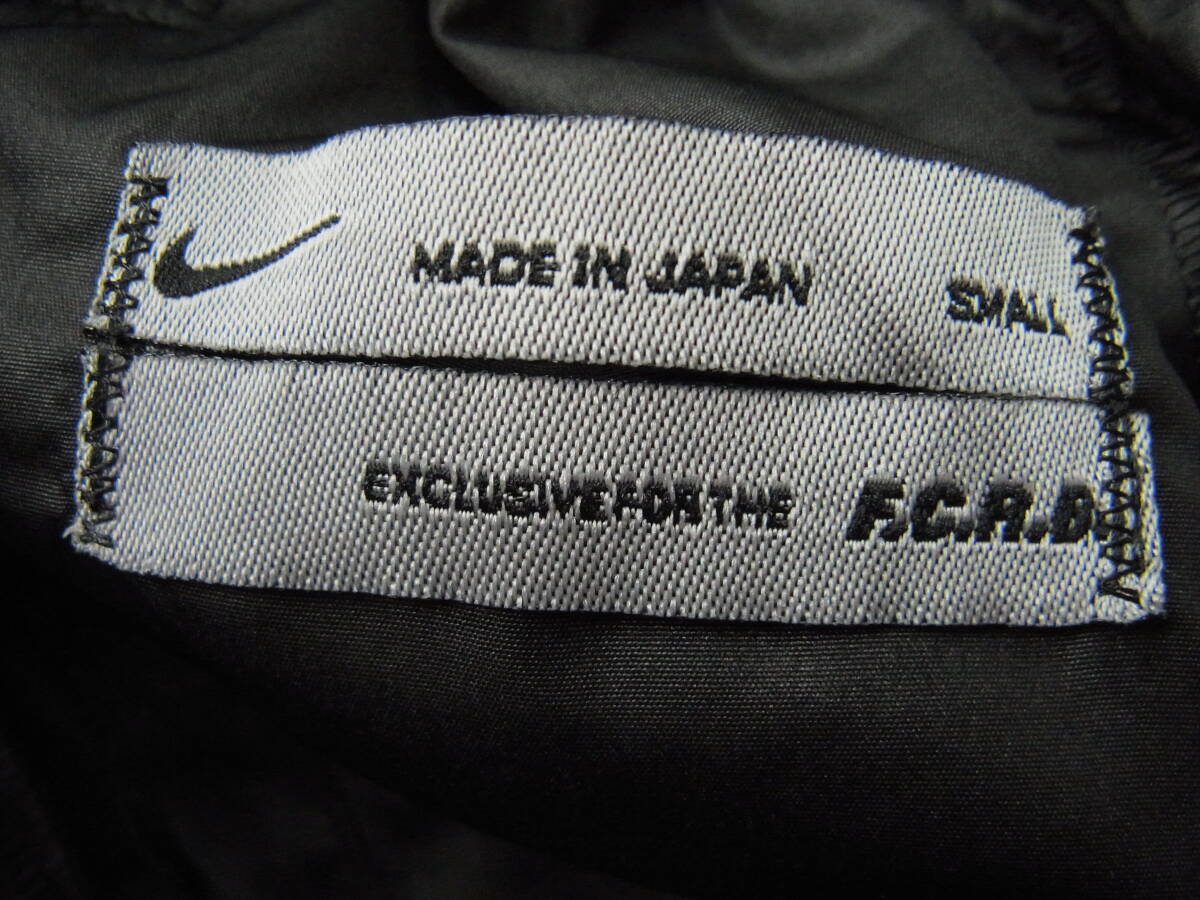 MADE IN JAPAN SMALL
EXCLUSIVE FOR THE F.C.R.B.